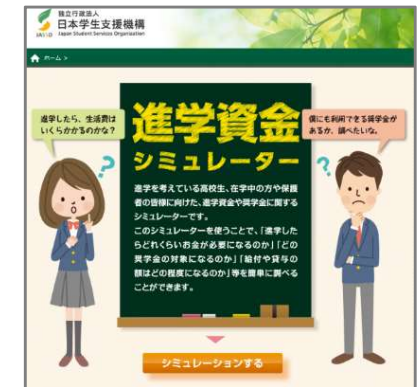 独立行政法人
日本学生支援機構
JASSO Japan Student Services Organization
ホーム >
進学したら、生活費は
いくらかかるのかな？
僕にも利用できる奨学金が
あるか、調べたいな。
進学資金
シミュレーター
進学を考えている高校生、在学中の方や保護
者の皆様に向けた、進学資金や奨学金に関する
シミュレーターです。
このシミュレーターを使うことで、「進学した
らどれくらいお金が必要になるのか」「どの
奨学金の対象になるのか」「給付や貸与の
額はどの程度になるのか」等を簡単に調べる
ことができます。
シミュレーションする